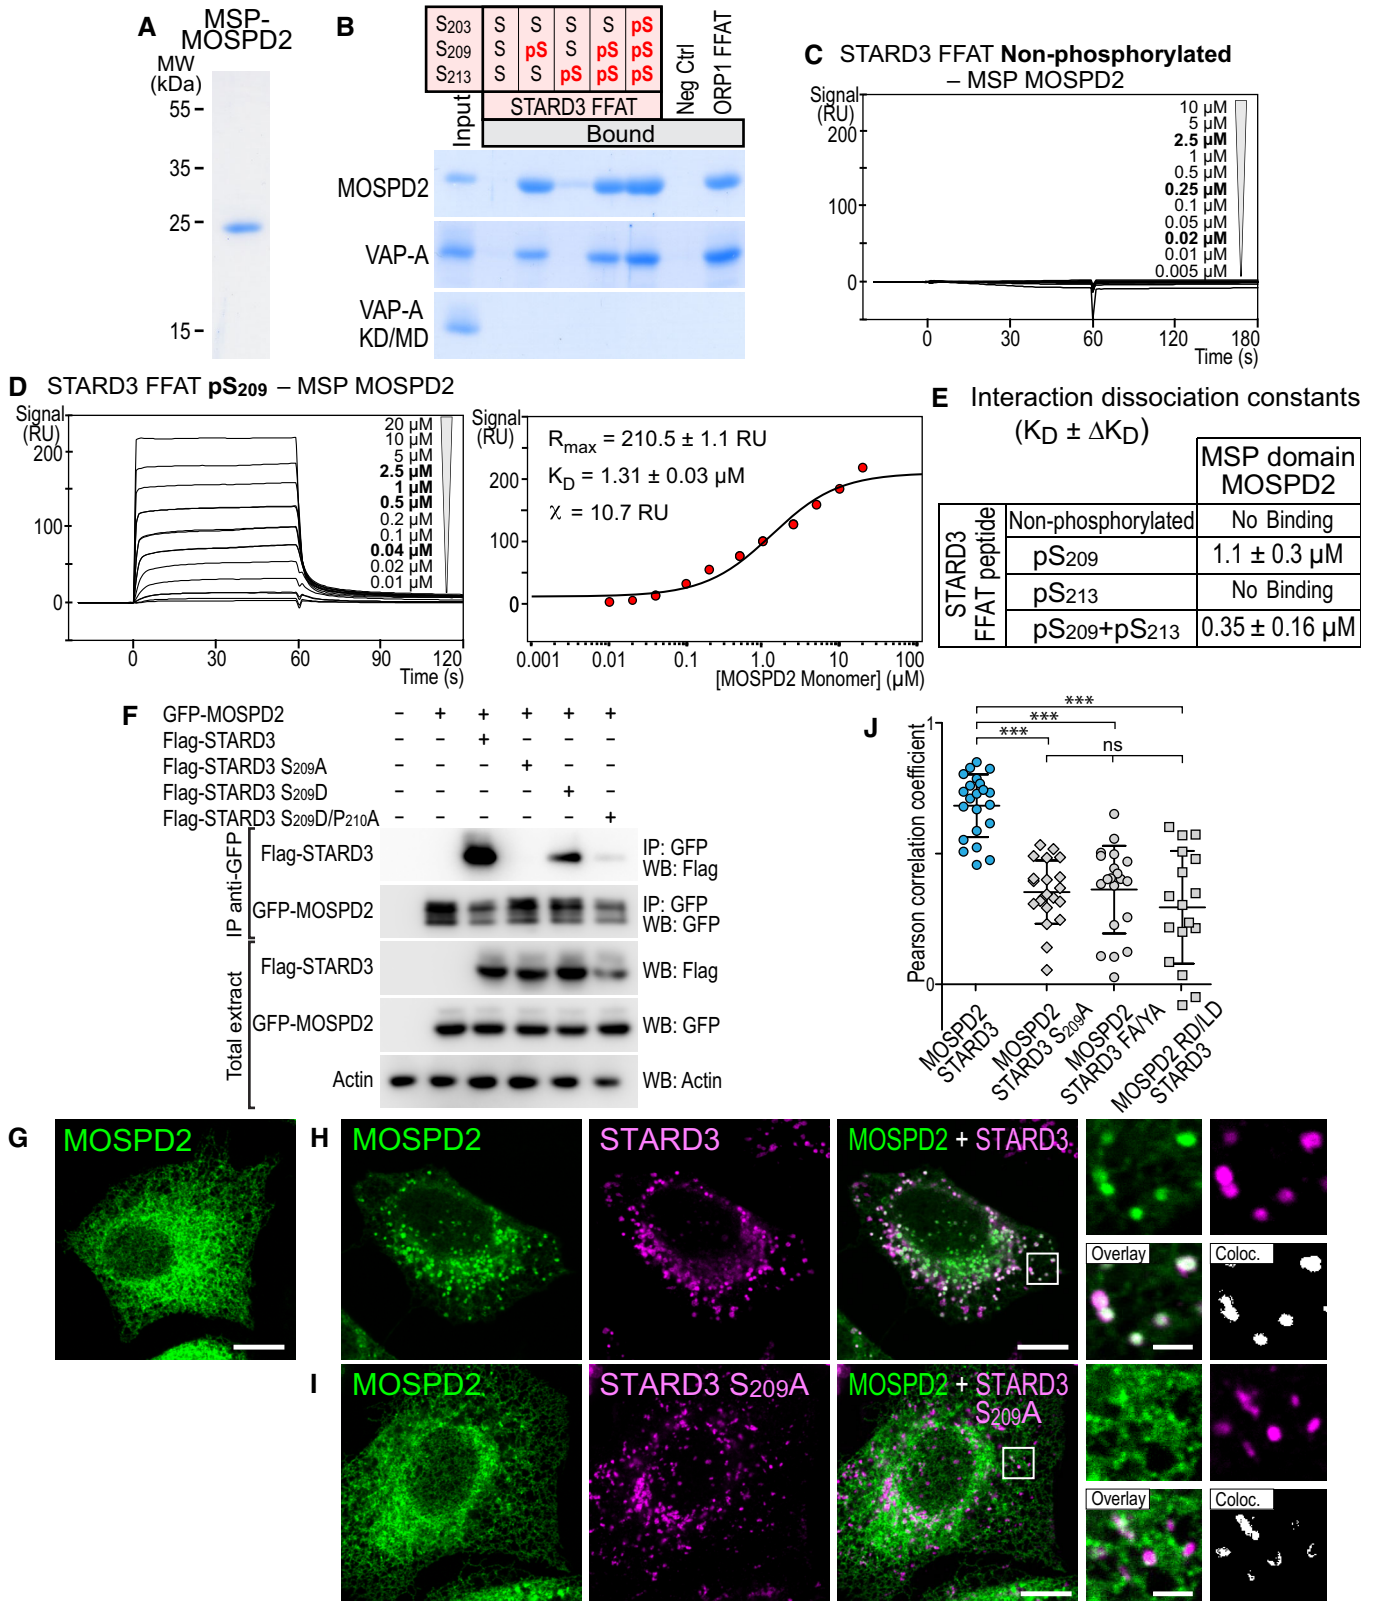 A
MSP-
MOSPD2
MW
(kDa)
55
35
25
15
B
S203 S S S S pS
S209 S pS S pS pS
S213 S S pS pS pS
Input
STARD3 FFAT
Neg Ctrl
ORP1 FFAT
Bound
MOSPD2
VAP-A
VAP-A
KD/MD
C STARD3 FFAT Non-phosphorylated
– MSP MOSPD2
Signal
(RU)
200
100
0
10 µM
5 µM
2.5 µM
1 µM
0.5 µM
0.25 µM
0.1 µM
0.05 µM
0.02 µM
0.01 µM
0.005 µM
0 30 60 120 180
Time (s)
D STARD3 FFAT pS209 – MSP MOSPD2
Signal
(RU)
200
100
0
20 µM
10 µM
5 µM
2.5 µM
1 µM
0.5 µM
0.2 µM
0.1 µM
0.04 µM
0.02 µM
0.01 µM
0 30 60 90 120
Time (s)
Signal
(RU)
200
100
0
Rmax = 210.5 ± 1.1 RU
KD = 1.31 ± 0.03 µM
χ = 10.7 RU
0.001 0.01 0.1 1.0 10 100
[MOSPD2 Monomer] (µM)
E Interaction dissociation constants
(KD ± ΔKD)
MSP domain
MOSPD2
STARD3
FFAT peptide
Non-phosphorylated No Binding
pS209 1.1 ± 0.3 µM
pS213 No Binding
pS209+pS213 0.35 ± 0.16 µM
F
GFP-MOSPD2 – + + + + +
Flag-STARD3 – – + – – –
Flag-STARD3 S209A – – – + – –
Flag-STARD3 S209D – – – – + –
Flag-STARD3 S209D/P210A – – – – – +
IP anti-GFP
Flag-STARD3
IP: GFP
WB: Flag
GFP-MOSPD2
IP: GFP
WB: GFP
Total extract
Flag-STARD3
WB: Flag
GFP-MOSPD2
WB: GFP
Actin
WB: Actin
J
Pearson correlation coefficient
1
0
***
***
***
ns
MOSPD2
STARD3
MOSPD2
STARD3 S209A
MOSPD2
STARD3 FA/YA
MOSPD2 RD/LD
STARD3
G
MOSPD2
H
MOSPD2
STARD3
MOSPD2 + STARD3
Overlay
Coloc.
I
MOSPD2
STARD3 S209A
MOSPD2 + STARD3
S209A
Overlay
Coloc.